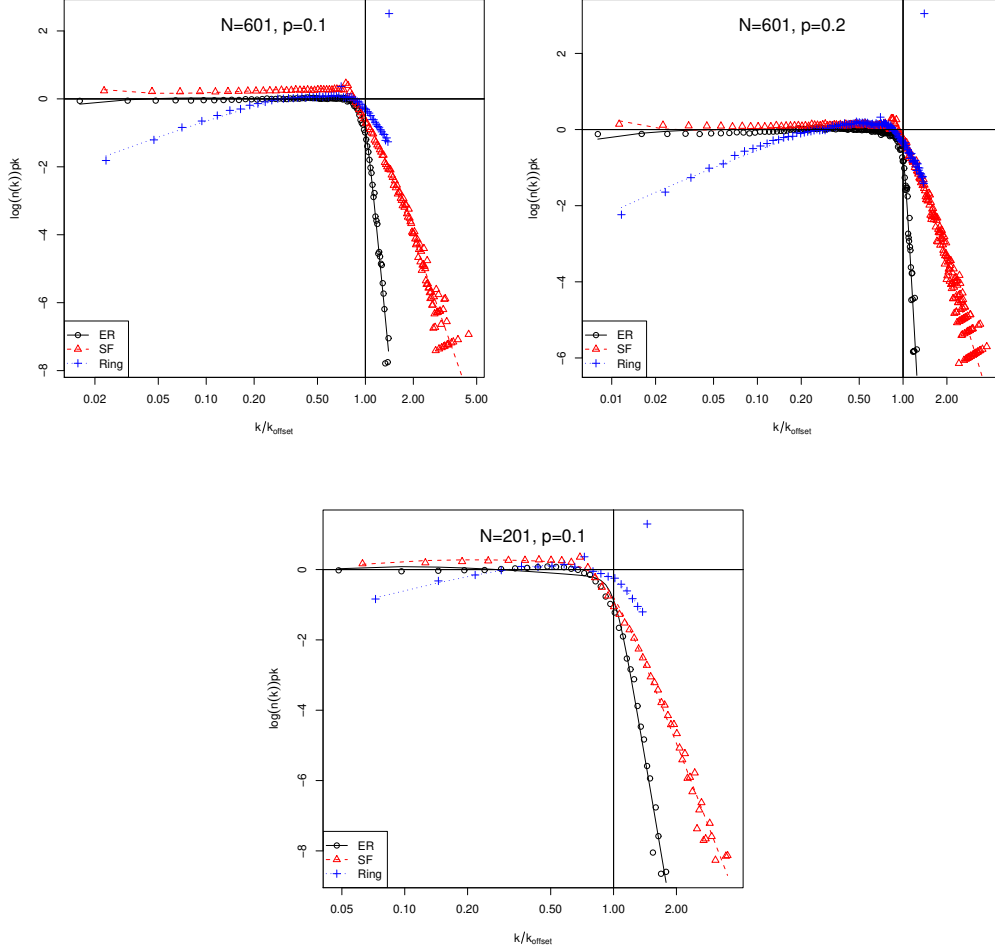 N=601, p=0.1
log(n(k))pk
2
0
-2
-4
-6
-8
ER
SF
Ring
0.02 0.05 0.10 0.20 0.50 1.00 2.00 5.00
k/k_offset
N=601, p=0.2
log(n(k))pk
2
0
-2
-4
-6
ER
SF
Ring
0.01 0.02 0.05 0.10 0.20 0.50 1.00 2.00
k/k_offset
N=201, p=0.1
log(n(k))pk
0
-2
-4
-6
-8
ER
SF
Ring
0.05 0.10 0.20 0.50 1.00 2.00
k/k_offset